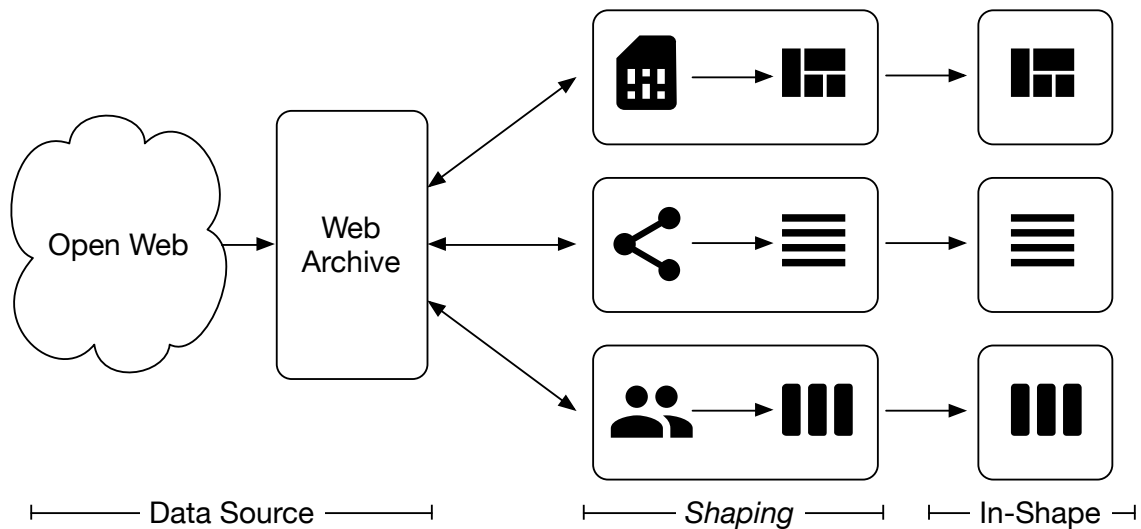 Open Web
Web
Archive
Data Source
Shaping
In-Shape